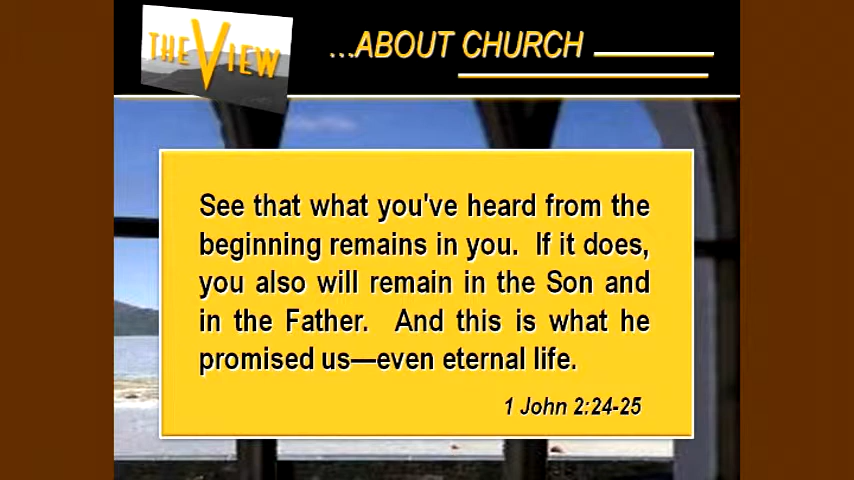 THE VIEW
...ABOUT CHURCH
See that what you've heard from the
beginning remains in you. If it does,
you also will remain in the Son and
in the Father. And this is what he
promised us—even eternal life.
1 John 2:24-25